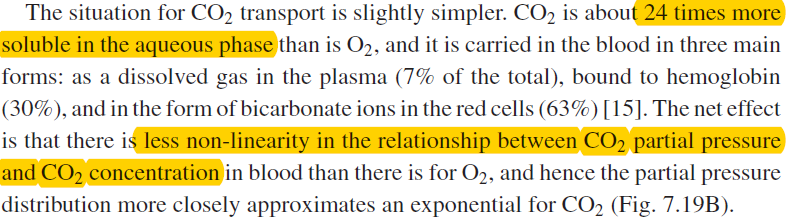 The situation for CO₂ transport is slightly simpler. CO₂ is about 24 times more
soluble in the aqueous phase than is O₂, and it is carried in the blood in three main
forms: as a dissolved gas in the plasma (7% of the total), bound to hemoglobin
(30%), and in the form of bicarbonate ions in the red cells (63%) [15]. The net effect
is that there is less non-linearity in the relationship between CO₂ partial pressure
and CO₂ concentration in blood than there is for O₂, and hence the partial pressure
distribution more closely approximates an exponential for CO₂ (Fig. 7.19B).